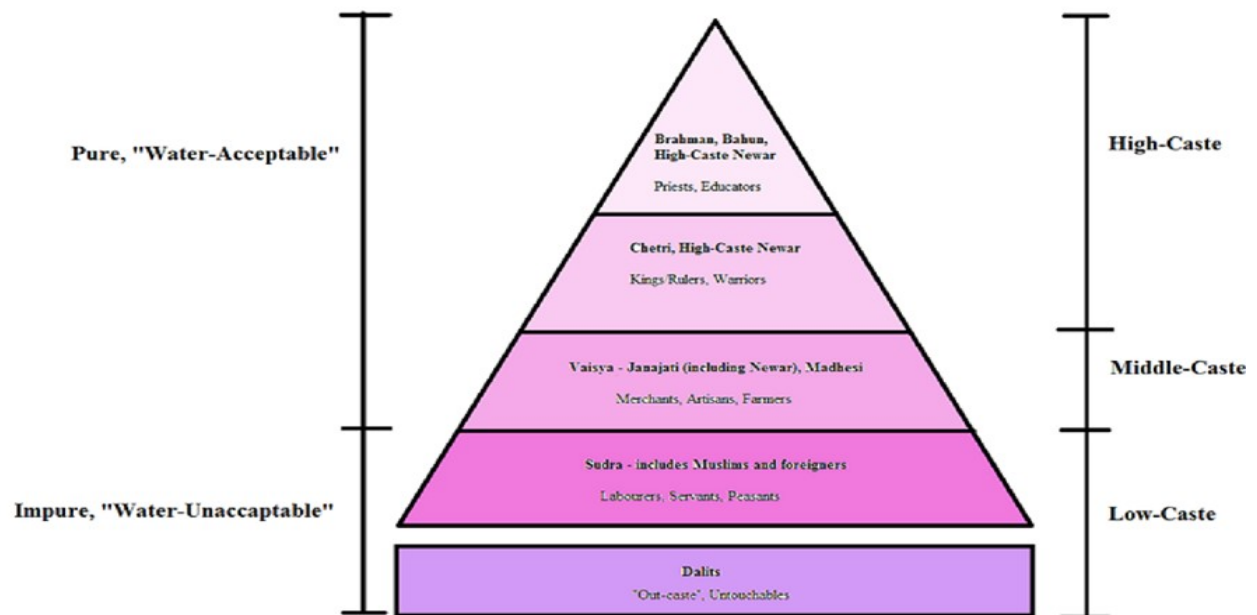 Pure, "Water-Acceptable"
Impure, "Water-Unaccaptable"
Brahman, Bahun,
High-Caste Newar
Priests, Educators
Chetri, High-Caste Newar
Kings/Rulers, Warriors
Vaisya - Janajati (including Newar), Madhesi
Merchants, Artisans, Farmers
Sudra - includes Muslims and foreigners
Labourers, Servants, Peasants
Dalits
"Out-caste", Untouchables
High-Caste
Middle-Caste
Low-Caste